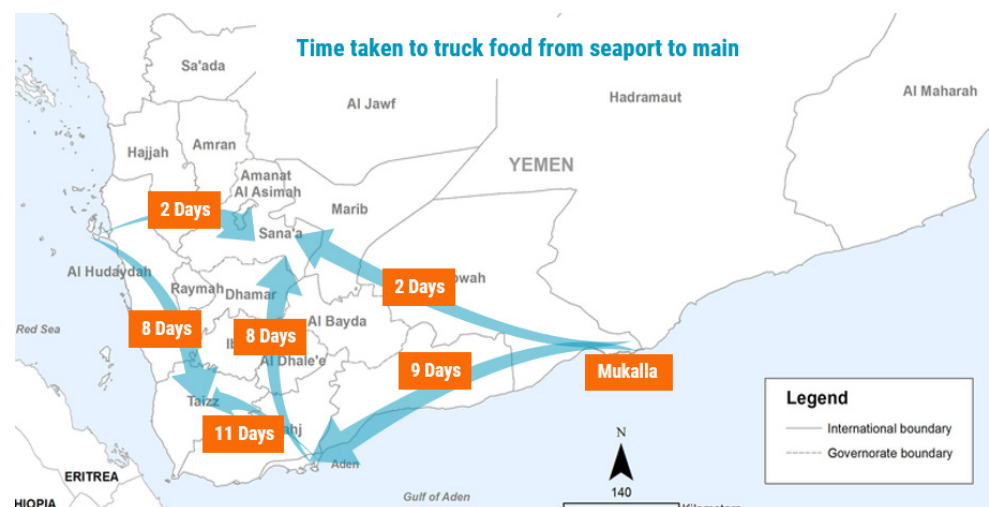 Time taken to truck food from seaport to main
Sa'ada
Al Jawf
Hadramaut
Al Maharah
Hajjah
Amran
YEMEN
Amanat
Al Asimah
Marib
2 Days
Sana'a
Al Hudaydah
Raymah
Dhamar
2 Days
Red Sea
8 Days
8 Days
Al Bayda
Al Dhale'e
9 Days
Mukalla
Taizz
11 Days
Aden
Legend
International boundary
Governorate boundary
N
140
ERITREA
Gulf of Aden